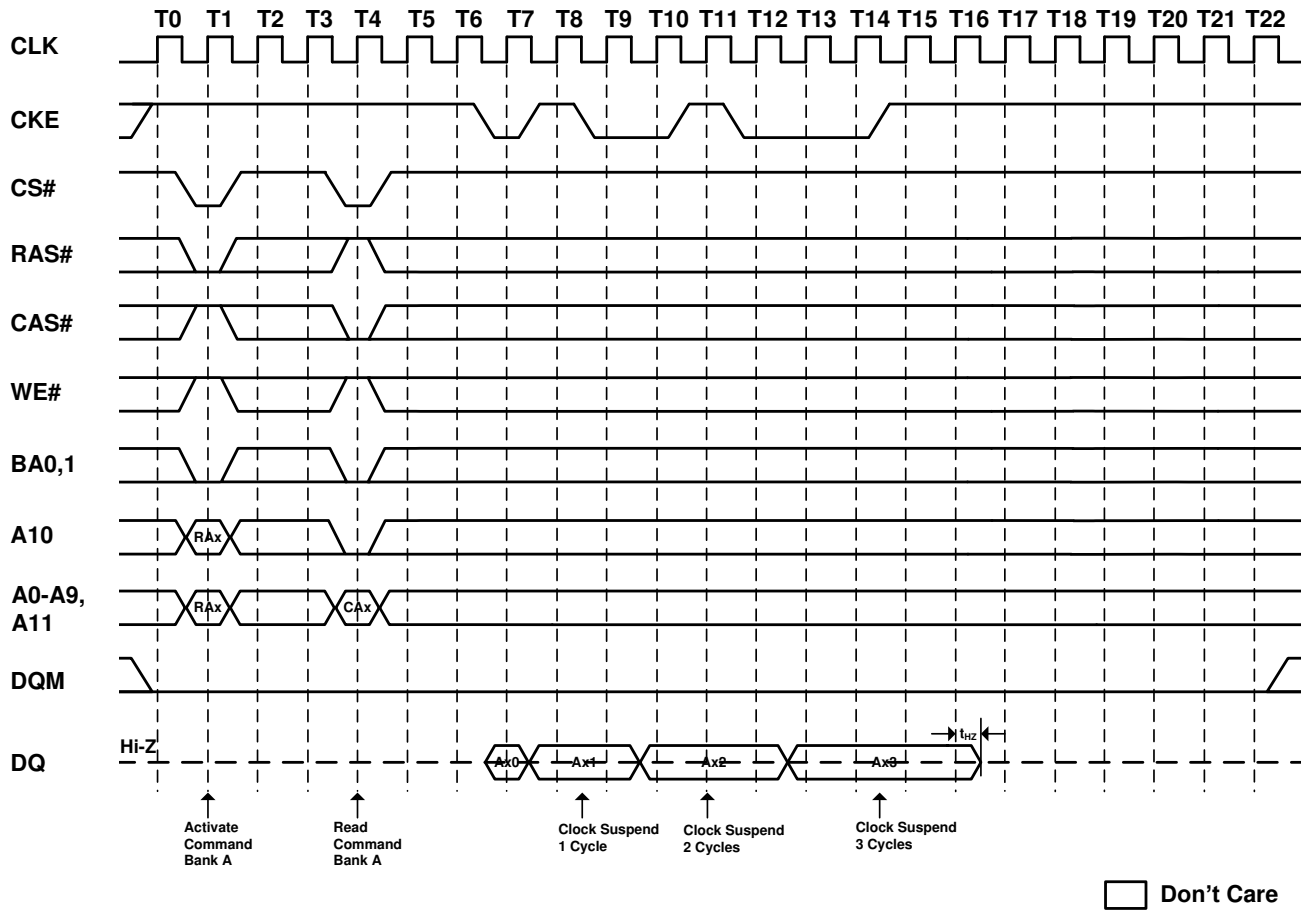 T0 T1 T2 T3 T4 T5 T6 T7 T8 T9 T10 T11 T12 T13 T14 T15 T16 T17 T18 T19 T20 T21 T22
CLK
CKE
CS#
RAS#
CAS#
WE#
BA0,1
A10
RAx
A0-A9,
A11
RAx
CAx
DQM
tHZ
Hi-Z
DQ
Ax0
Ax1
Ax2
Ax3
Activate
Command
Bank A
Read
Command
Bank A
Clock Suspend
1 Cycle
Clock Suspend
2 Cycles
Clock Suspend
3 Cycles
Don't Care